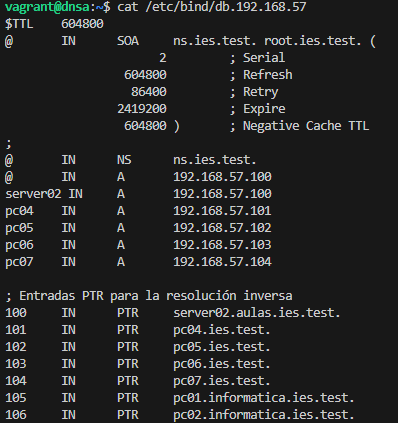 vagrant@dnsa:~$ cat /etc/bind/db.192.168.57
$TTL    604800
@       IN      SOA     ns.ies.test. root.ies.test. (
                              2         ; Serial
                         604800         ; Refresh
                          86400         ; Retry
                        2419200         ; Expire
                         604800 )       ; Negative Cache TTL
;
@       IN      NS      ns.ies.test.
@       IN      A       192.168.57.100
server02 IN     A       192.168.57.100
pc04    IN      A       192.168.57.101
pc05    IN      A       192.168.57.102
pc06    IN      A       192.168.57.103
pc07    IN      A       192.168.57.104

; Entradas PTR para la resolución inversa
100     IN      PTR     server02.aulas.ies.test.
101     IN      PTR     pc04.ies.test.
102     IN      PTR     pc05.ies.test.
103     IN      PTR     pc06.ies.test.
104     IN      PTR     pc07.ies.test.
105     IN      PTR     pc01.informatica.ies.test.
106     IN      PTR     pc02.informatica.ies.test.